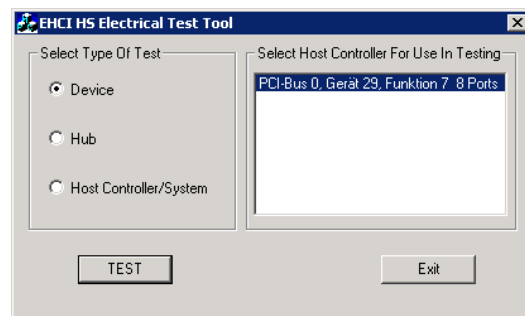 EHCI HS Electrical Test Tool
Select Type Of Test
Device
Hub
Host Controller/System
Select Host Controller For Use In Testing
PCI-Bus 0, Gerät 29, Funktion 7 8 Ports
TEST
Exit